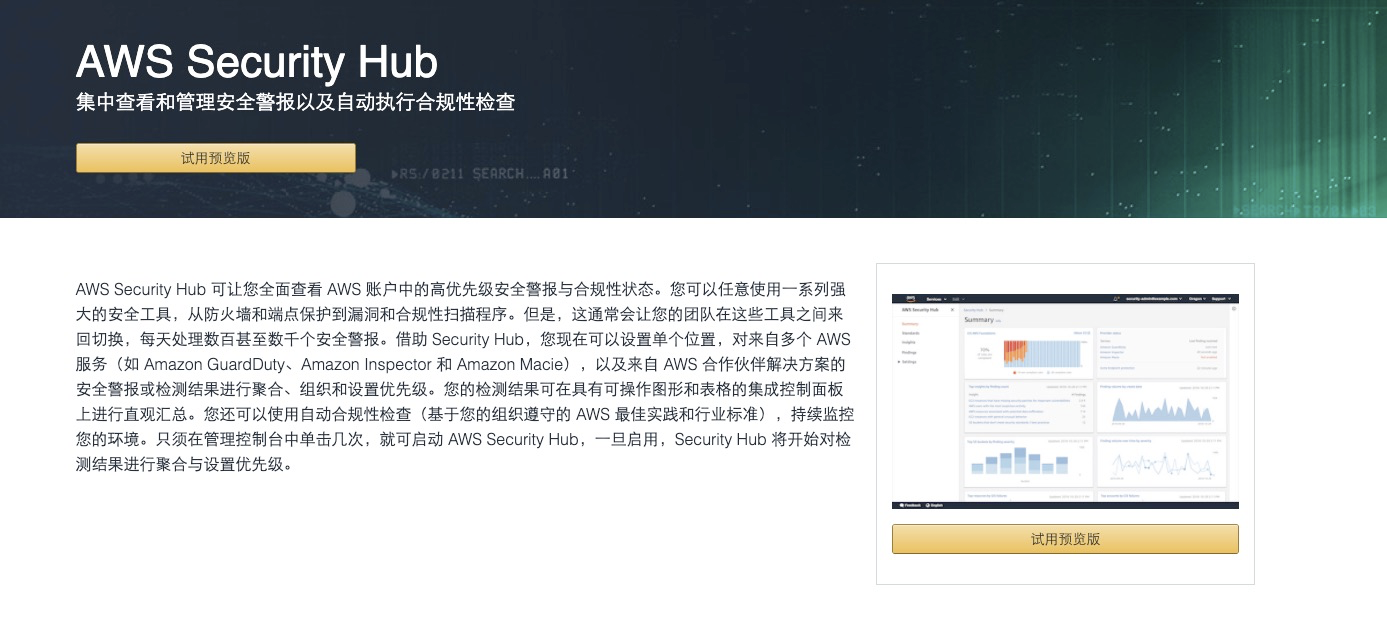 AWS Security Hub
集中查看和管理安全警报以及自动执行合规性检查
试用预览版
RS:/0211 SEARCH....A01
AWS Security Hub 可让您全面查看 AWS 账户中的高优先级安全警报与合规性状态。您可以任意使用一系列强
大的安全工具，从防火墙和端点保护到漏洞和合规性扫描程序。但是，这通常会让您的团队在这些工具之间来
回切换，每天处理数百甚至数千个安全警报。借助 Security Hub，您现在可以设置单个位置，对来自多个 AWS
服务（如 Amazon GuardDuty、Amazon Inspector 和 Amazon Macie），以及来自 AWS 合作伙伴解决方案的
安全警报或检测结果进行聚合、组织和设置优先级。您的检测结果可在具有可操作图形和表格的集成控制面板
上进行直观汇总。您还可以使用自动合规性检查（基于您的组织遵守的 AWS 最佳实践和行业标准），持续监控
您的环境。只须在管理控制台中单击几次，就可启动 AWS Security Hub，一旦启用，Security Hub 将开始对检
测结果进行聚合与设置优先级。
aws Services
Oregon Support
AWS Security Hub
Security Hub Summary
Summary
Summary
Standards
Insights
Findings
Settings
Feedback English
试用预览版